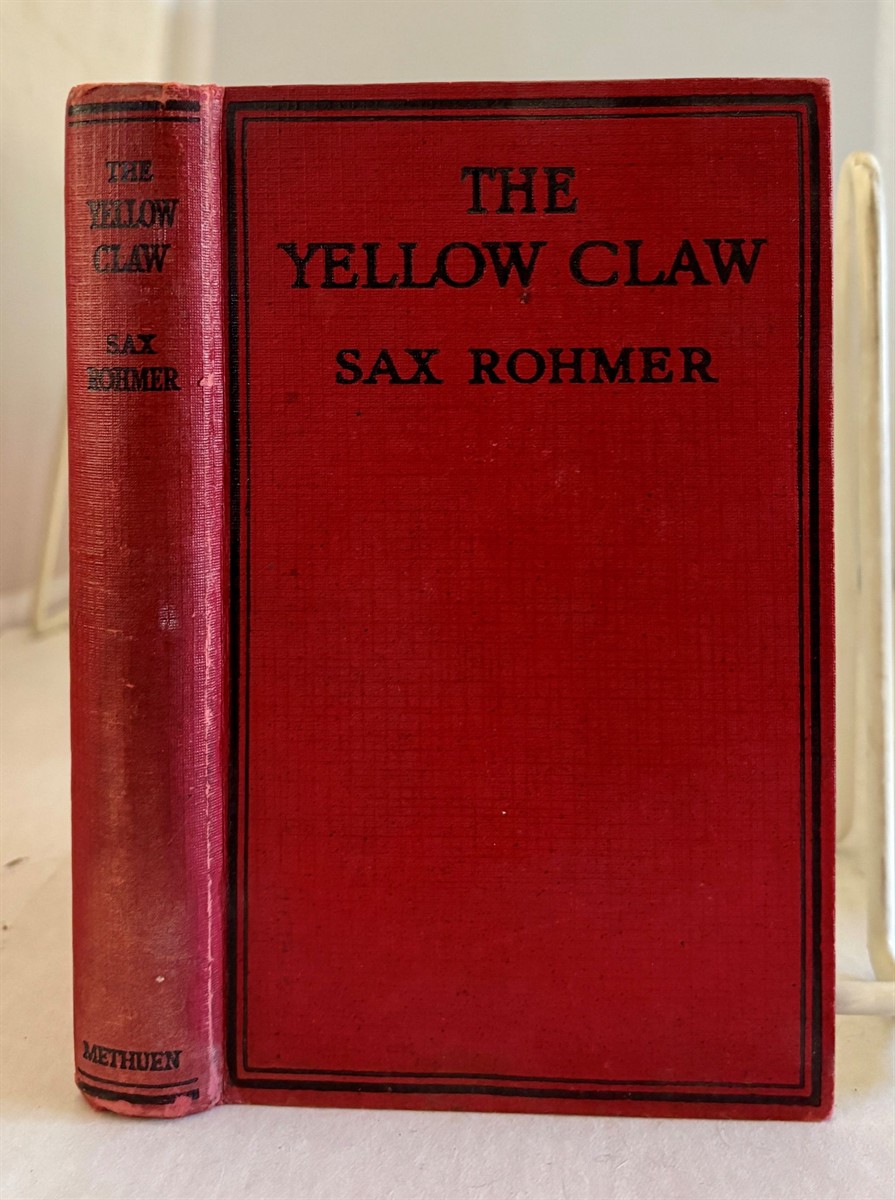 THE
YELLOW
CLAW
SAX
ROHMER
METHUEN
THE
YELLOW CLAW
SAX ROHMER